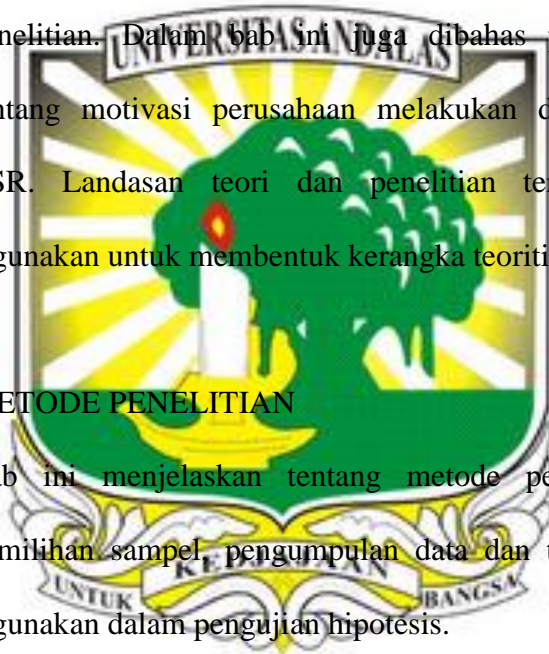 nelitian. Dalam bab ini juga dibahas
UNIVERSITAS ANDALAS
ntang motivasi perusahaan melakukan d
SR. Landasan teori dan penelitian ter
gunakan untuk membentuk kerangka teoriti
ETODE PENELITIAN
ab ini menjelaskan tentang metode pe
milihan sampel, pengumpulan data dan t
KEDJAJAAN
UNTUK BANGSA
gunakan dalam pengujian hipotesis.